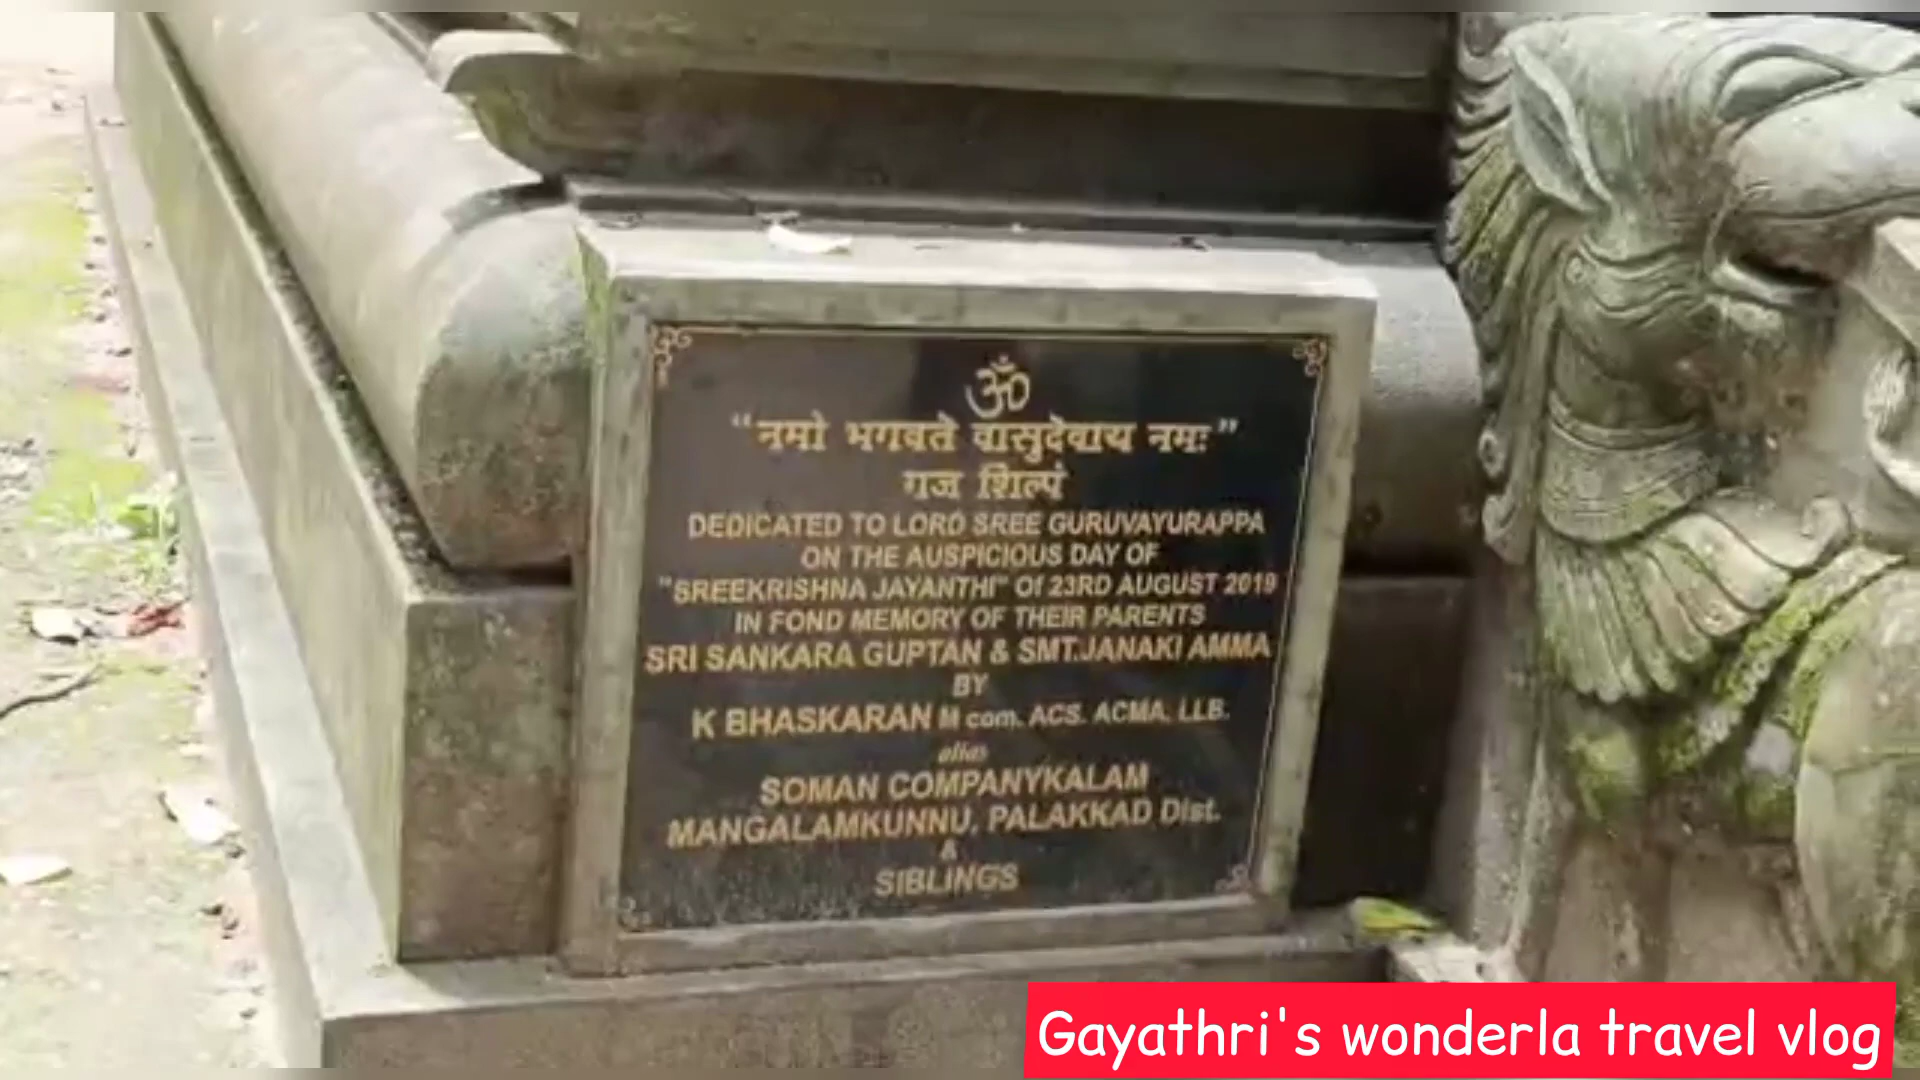 ॐ
“नमो भगवते वासुदेवाय नमः”
गज शिल्पं
DEDICATED TO LORD SREE GURUVAYURAPPA
ON THE AUSPICIOUS DAY OF
"SREEKRISHNA JAYANTHI" Of 23RD AUGUST 2019
IN FOND MEMORY OF THEIR PARENTS
SRI SANKARA GUPTAN & SMT.JANAKI AMMA
BY
K BHASKARAN M com. ACS. ACMA. LLB.
alias
SOMAN COMPANYKALAM
MANGALAMKUNNU, PALAKKAD Dist.
&
SIBLINGS
Gayathri's wonderla travel vlog